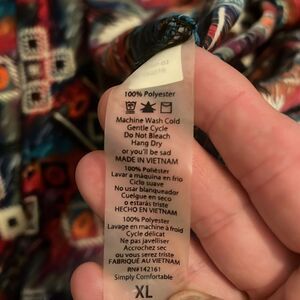 100% Polyester
Machine Wash Cold
Gentle Cycle
Do Not Bleach
Hang Dry
or you'll be sad
MADE IN VIETNAM
100% Poliéster
Lavar a máquina en frio
Ciclo suave
No usar blanqueador
Cuelgue en seco
o estarás triste
HECHO EN VIETNAM
100% Polyester
Lavage en machine à froid
Cycle délicat
Ne pas javelliser
Accrochez sec
ou vous serez triste
FABRIQUÉ AU VIETNAM
RN#142161
Simply Comfortable
XL